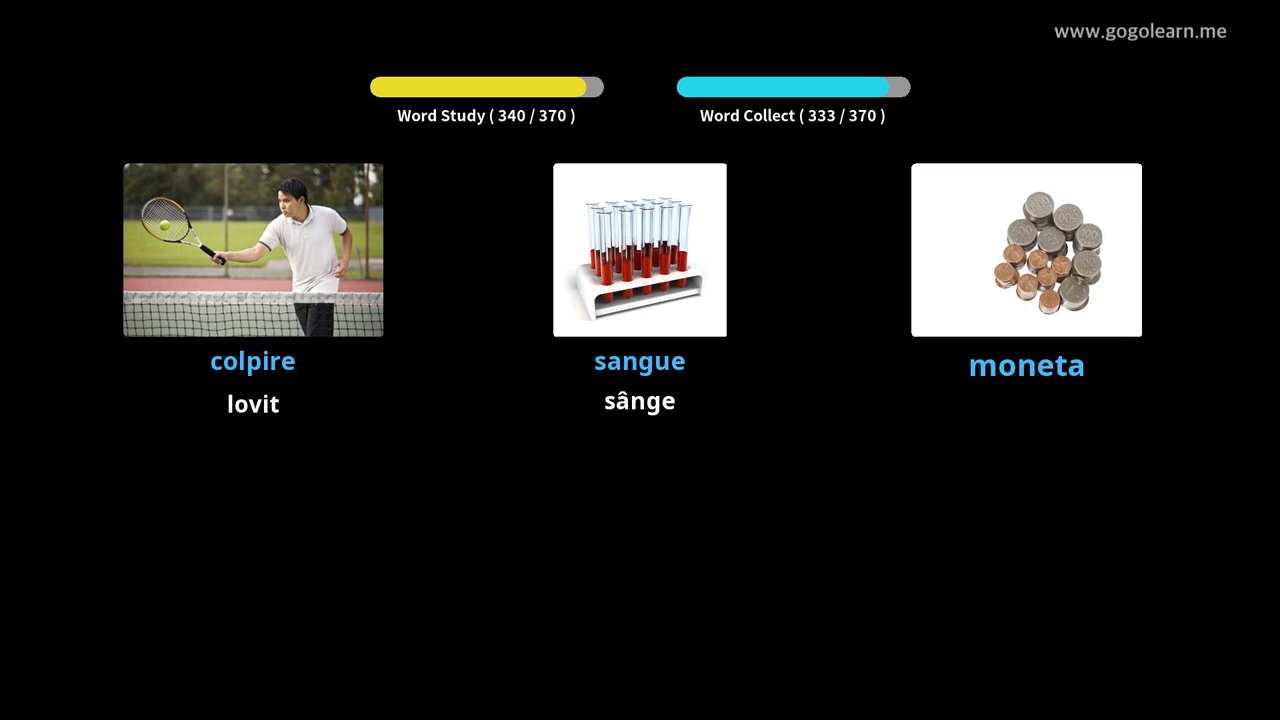 www.gogolearn.me
Word Study ( 340 / 370 )
Word Collect ( 333 / 370 )
colpire
lovit
sangue
sânge
moneta